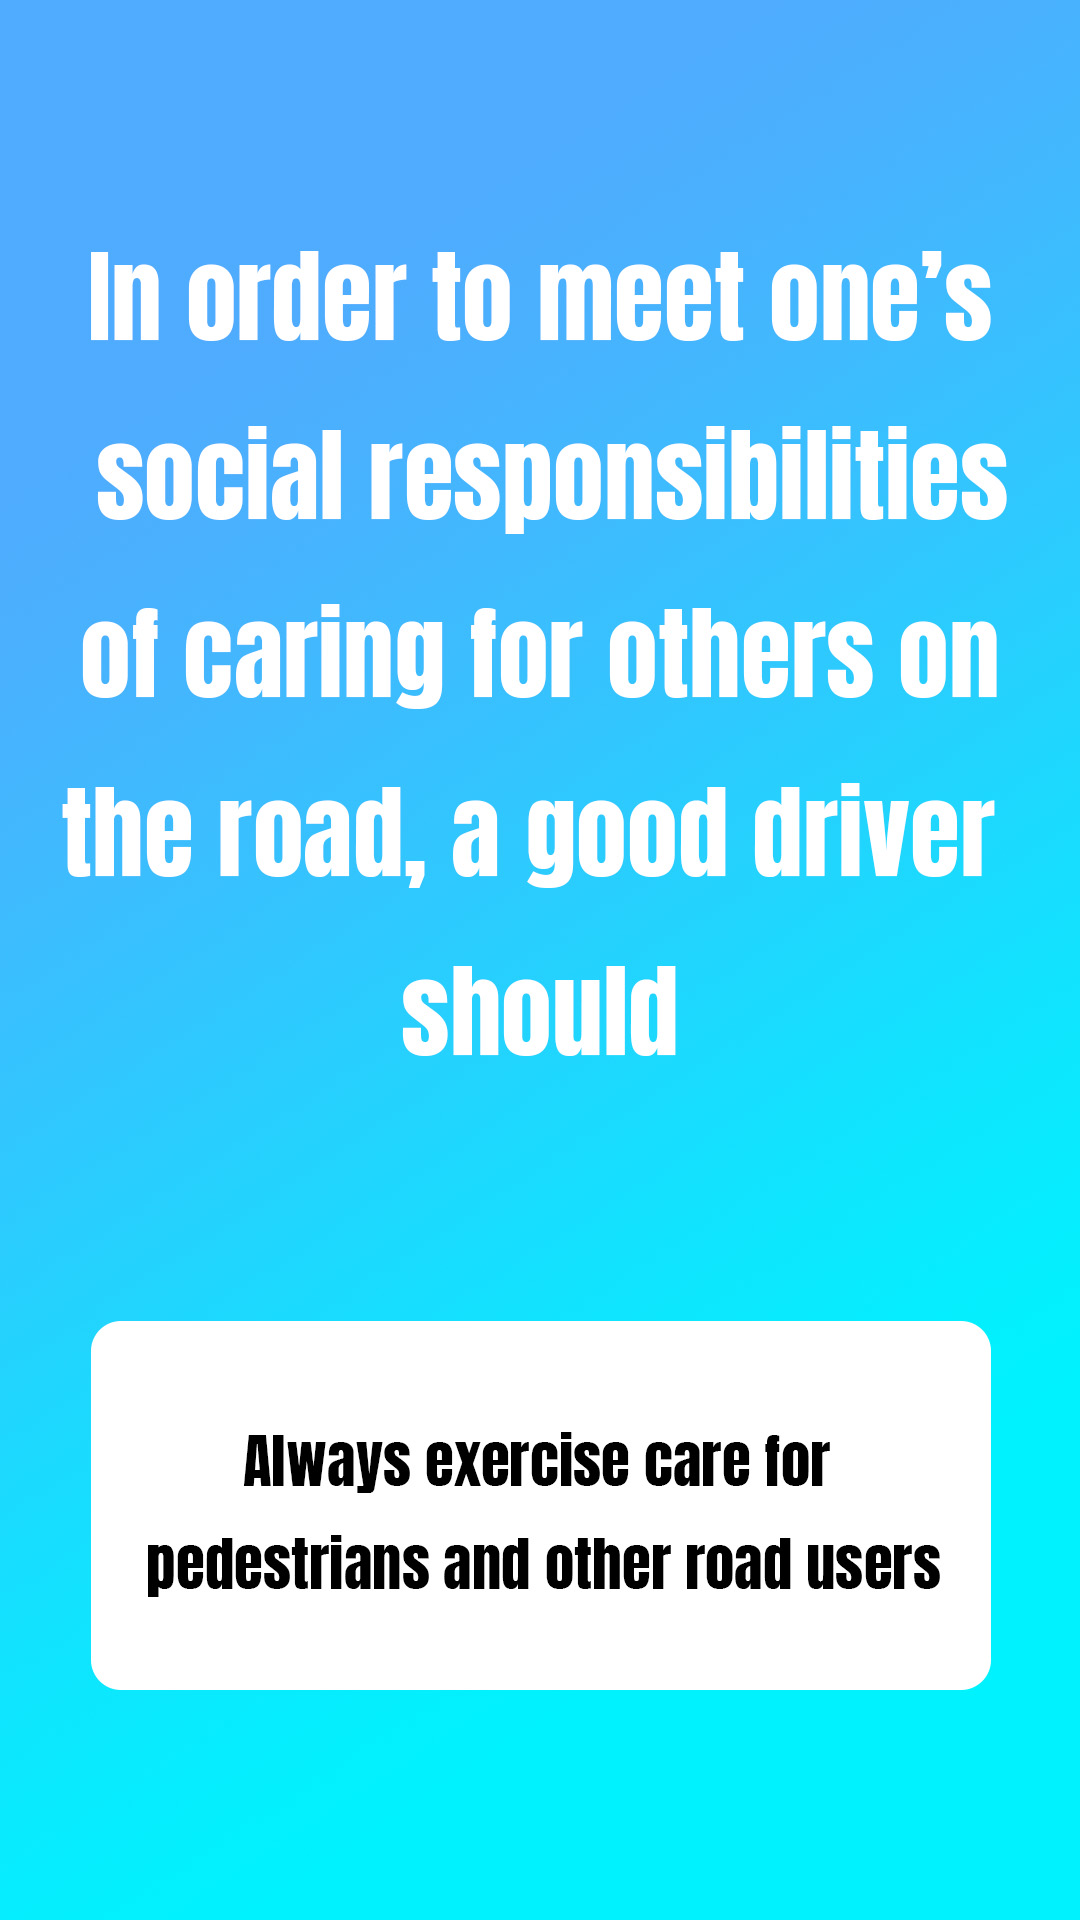 In order to meet one’s
social responsibilities
of caring for others on
the road, a good driver
should
Always exercise care for
pedestrians and other road users